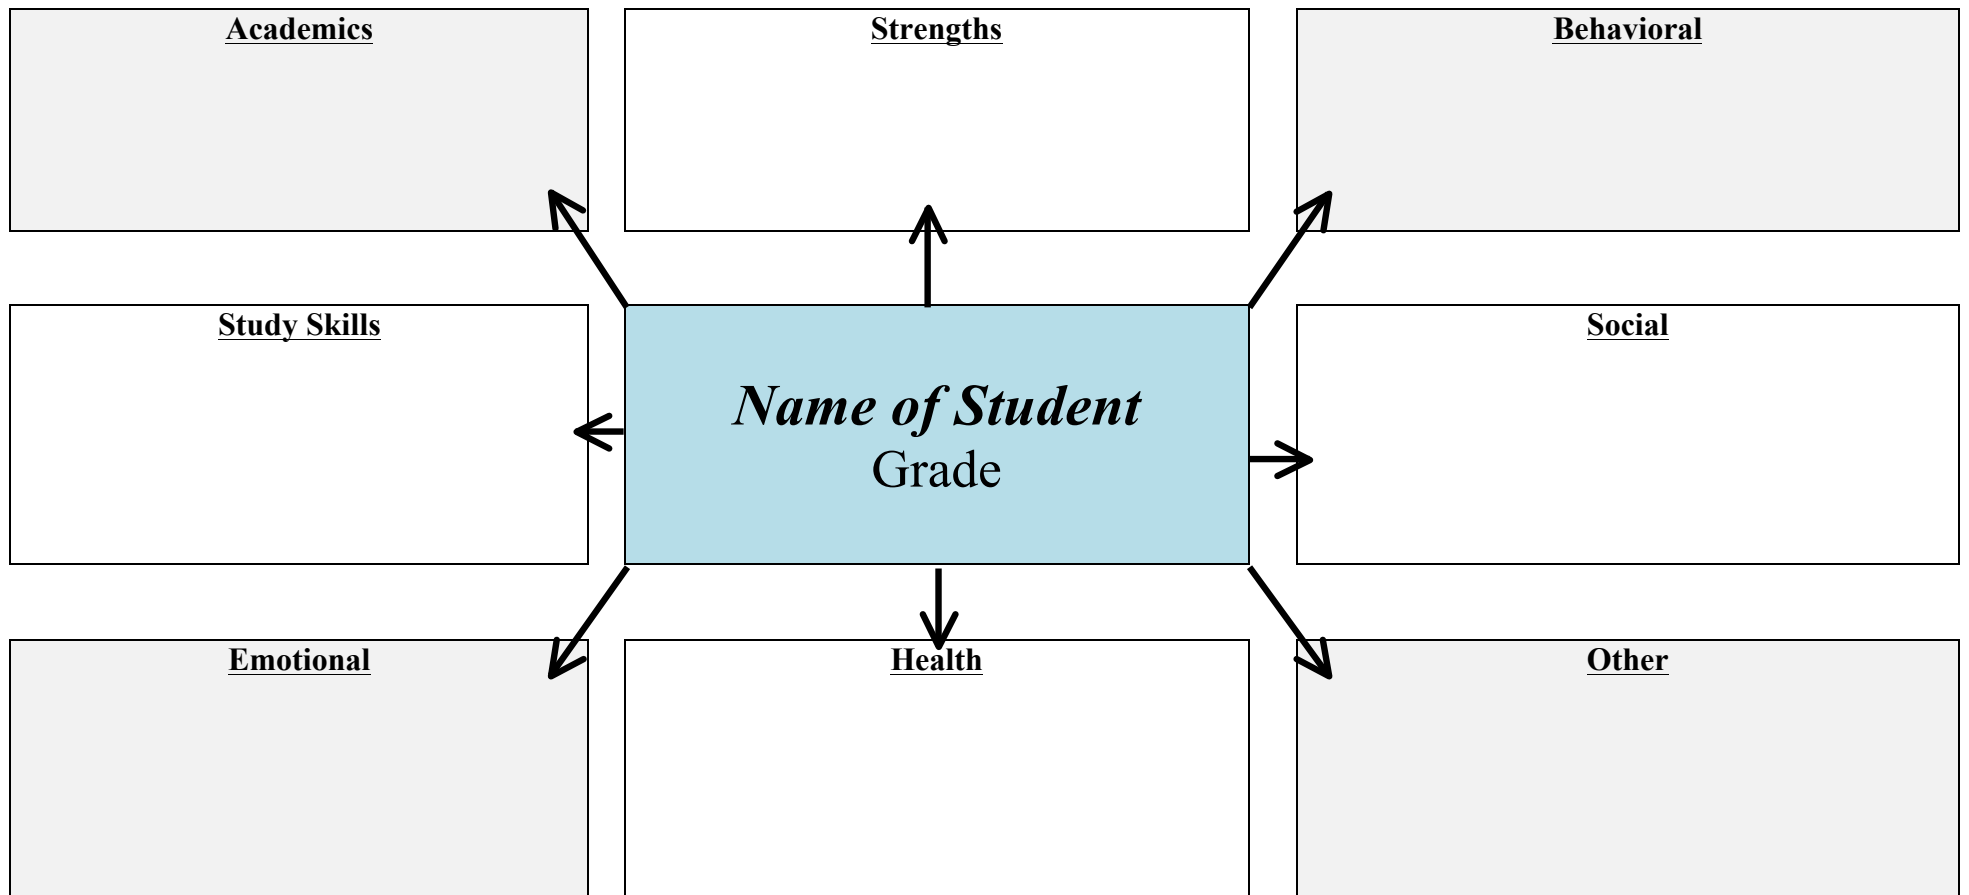 Academics
Strengths
Behavioral
Study Skills
Name of Student
Grade
Social
Emotional
Health
Other